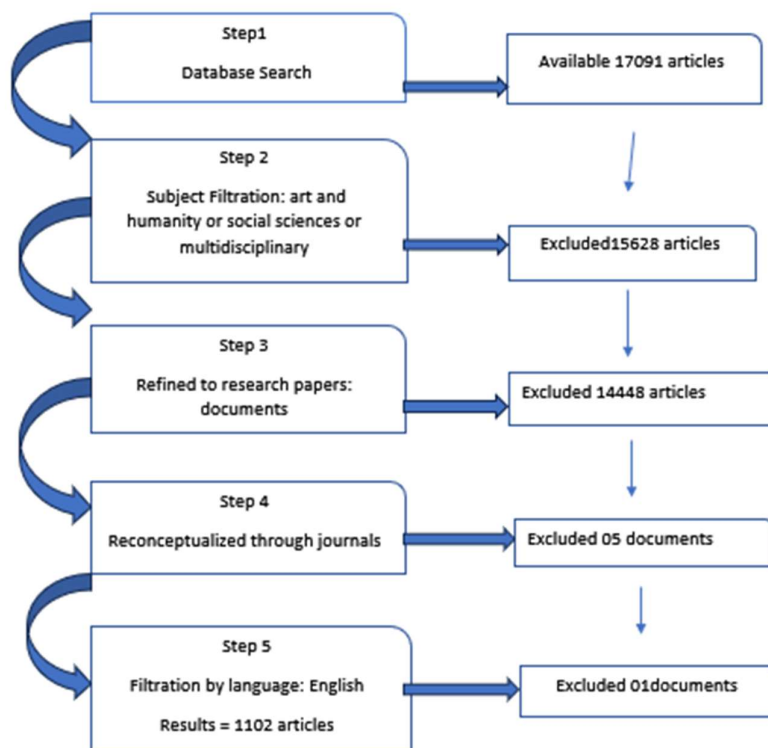 Step1
Database Search
Available 17091 articles
Step 2
Subject Filtration: art and
humanity or social sciences or
multidisciplinary
Excluded15628 articles
Step 3
Refined to research papers:
documents
Excluded 14448 articles
Step 4
Reconceptualized through journals
Excluded 05 documents
Step 5
Filtration by language: English
Results = 1102 articles
Excluded 01documents